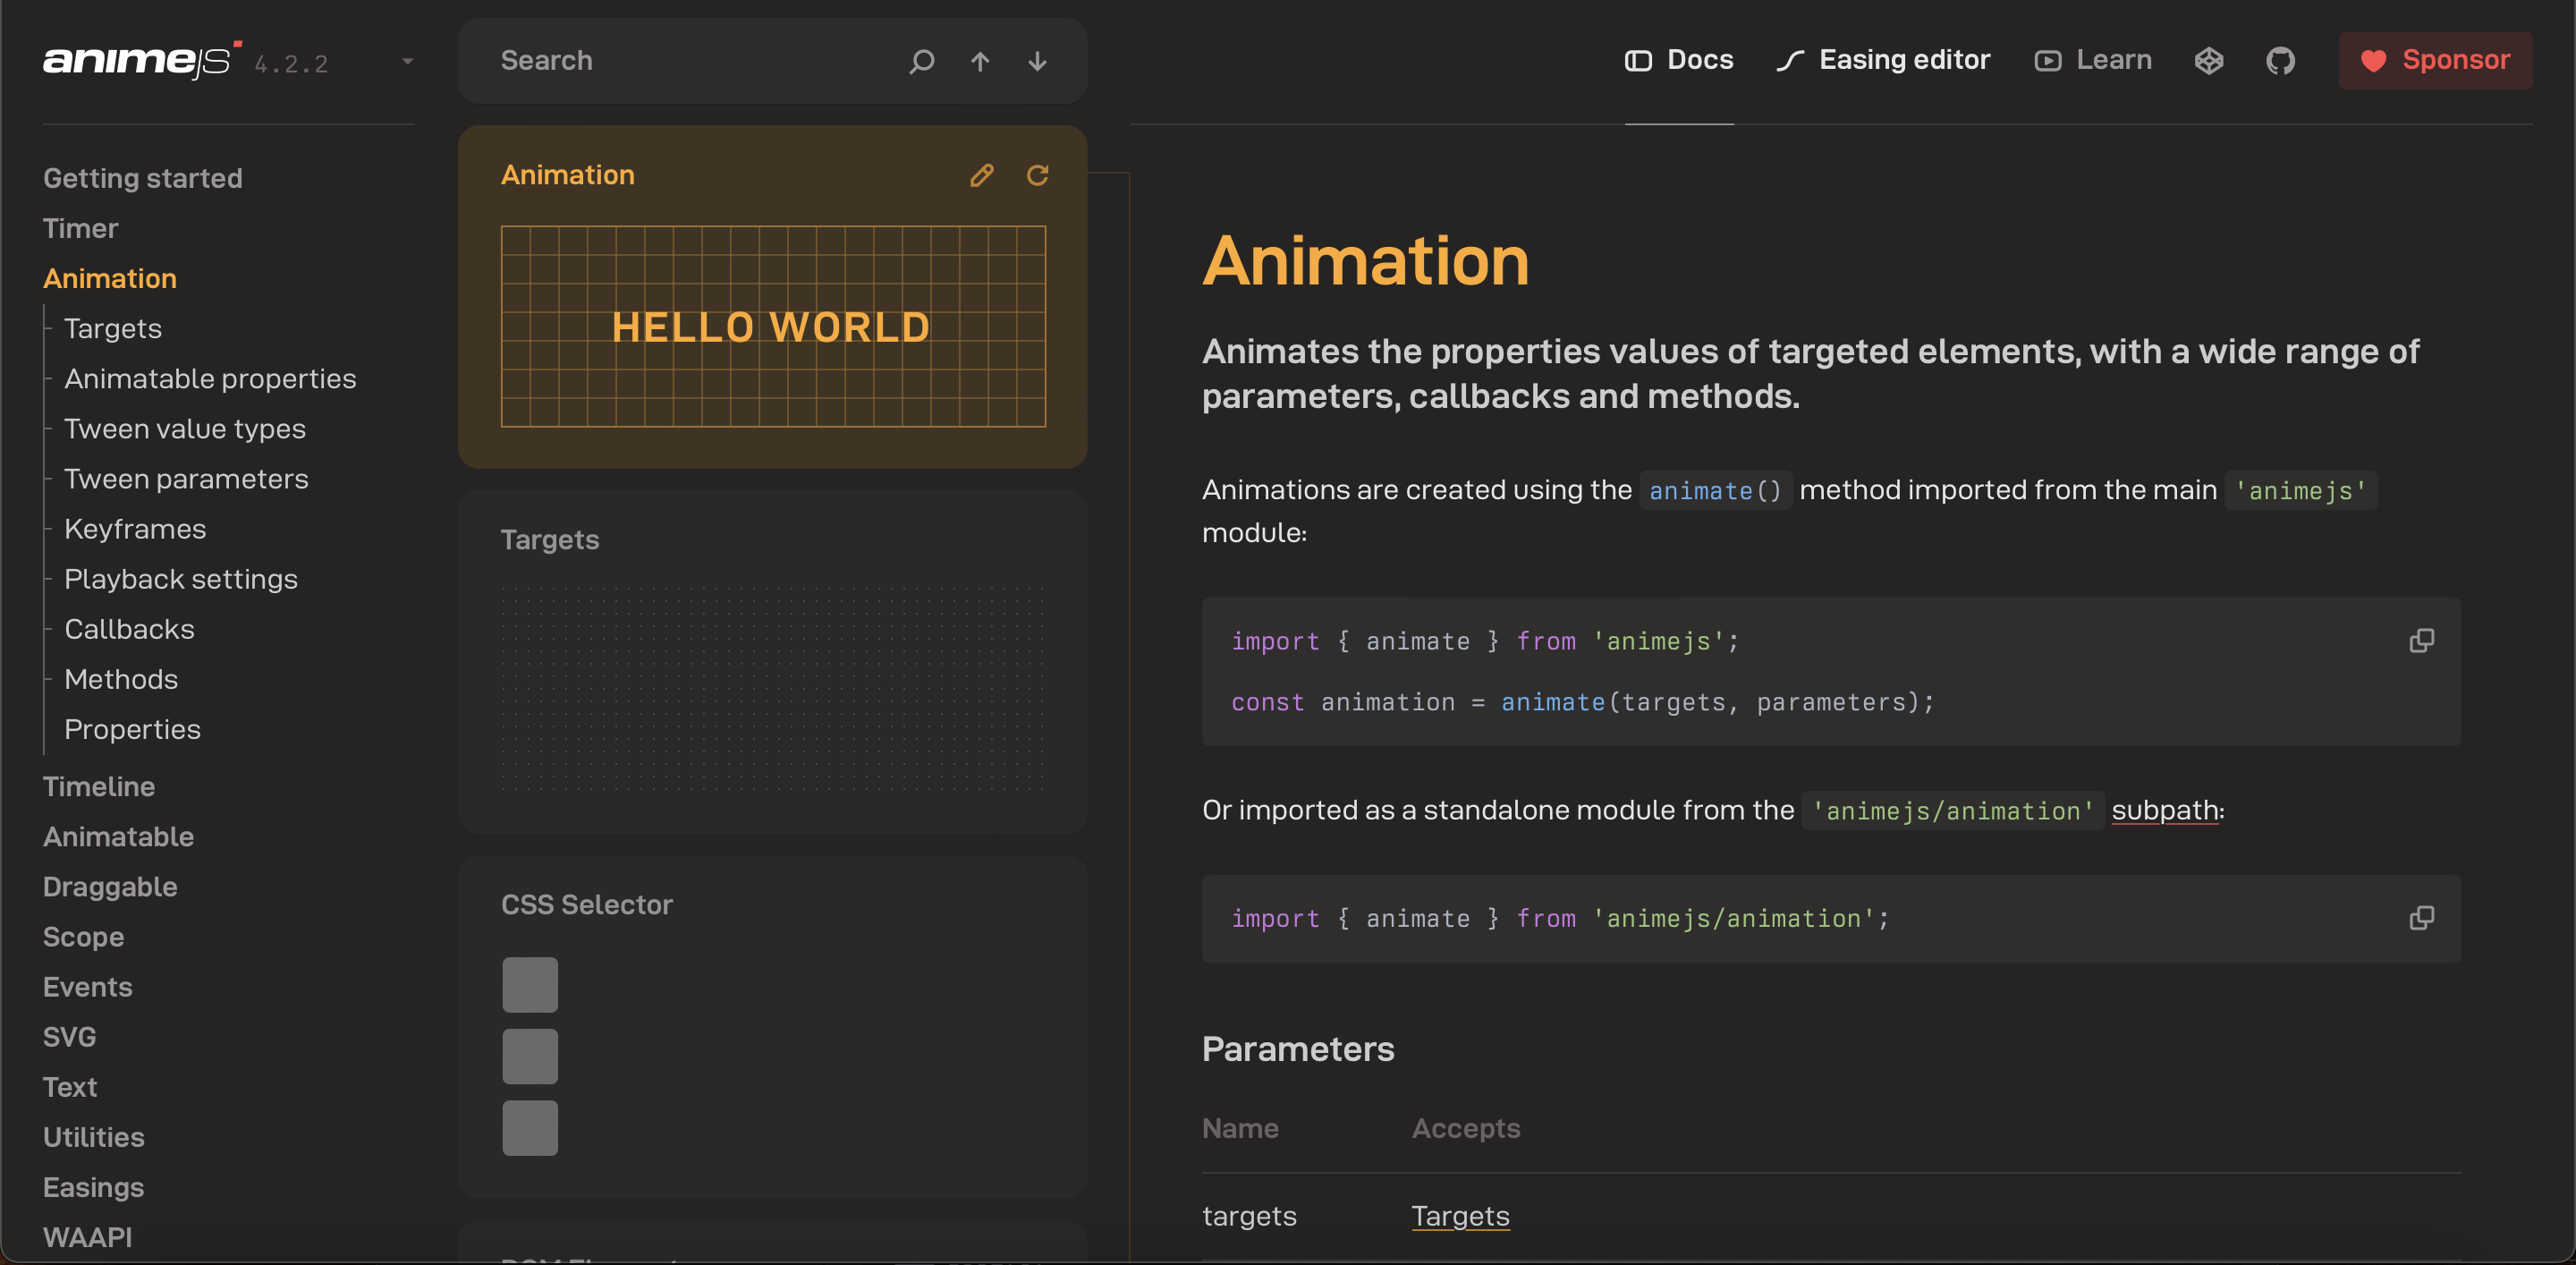 animeJS 4.2.2
Getting started
Timer
Animation
Targets
Animatable properties
Tween value types
Tween parameters
Keyframes
Playback settings
Callbacks
Methods
Properties
Timeline
Animatable
Draggable
Scope
Events
SVG
Text
Utilities
Easings
WAAPI
Search
Animation
HELLO WORLD
Targets
CSS Selector
Docs
Easing editor
Learn
Sponsor
Animation
Animates the properties values of targeted elements, with a wide range of
parameters, callbacks and methods.
Animations are created using the animate() method imported from the main 'animejs'
module:
import { animate } from 'animejs';
const animation = animate(targets, parameters);
Or imported as a standalone module from the 'animejs/animation' subpath:
import { animate } from 'animejs/animation';
Parameters
Name Accepts
targets Targets